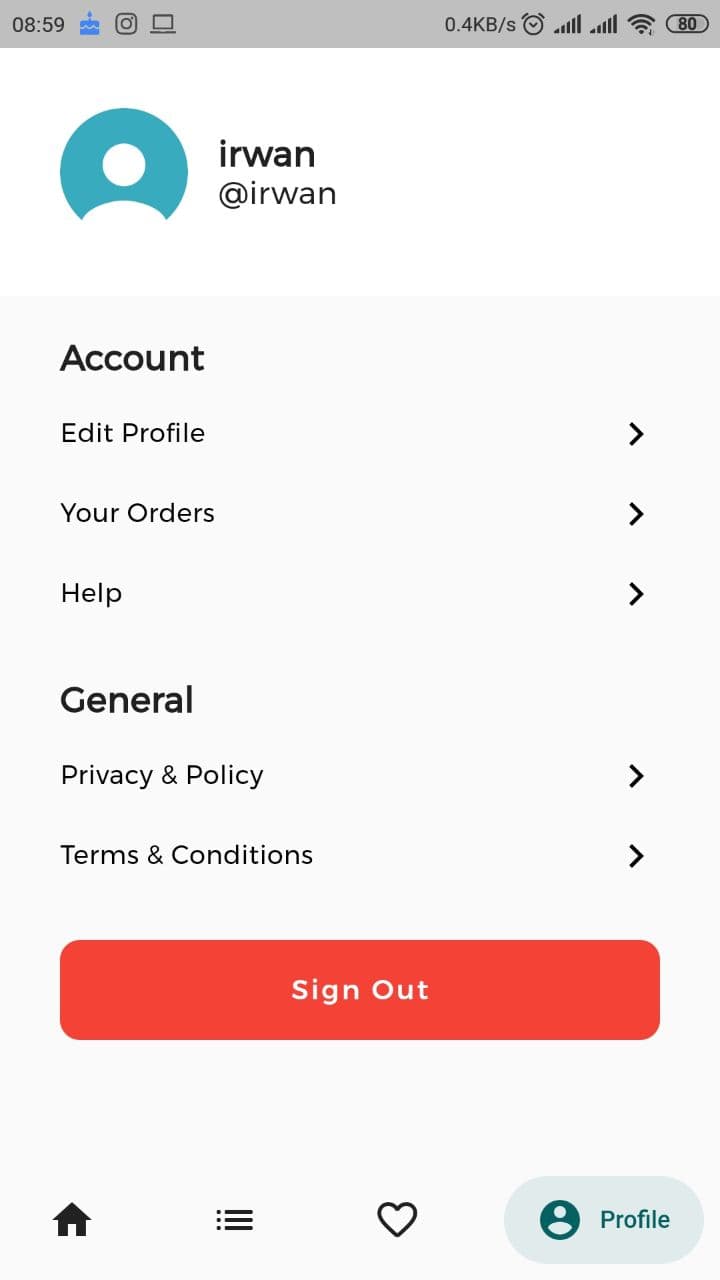 08:59 0.4KB/s 80
irwan
@irwan
Account
Edit Profile
Your Orders
Help
General
Privacy & Policy
Terms & Conditions
Sign Out
Profile